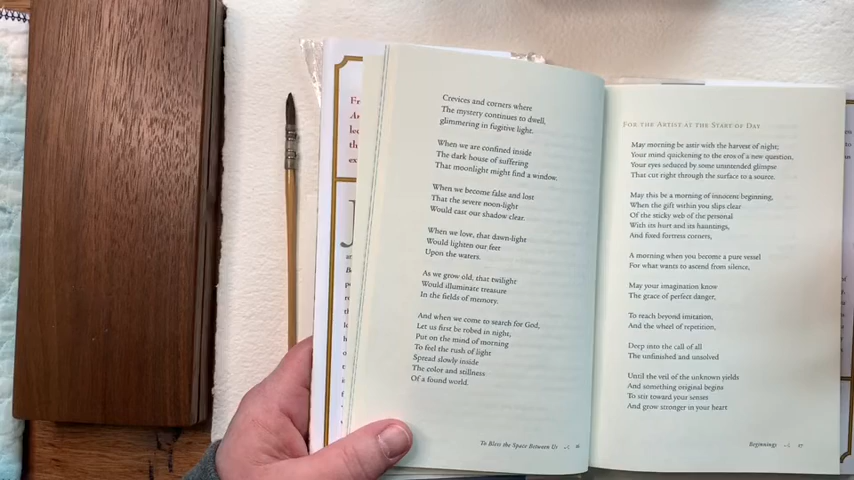 Crevices and corners where
The mystery continues to dwell,
glimmering in fugitive light.
When we are confined inside
The dark house of suffering
That moonlight might find a window.
When we become false and lost
That the severe noon-light
Would cast our shadow clear.
When we love, that dawn-light
Would lighten our feet
Upon the waters.
As we grow old, that twilight
Would illuminate treasure
In the fields of memory.
And when we come to search for God,
Let us first be robed in night,
Put on the mind of morning
To feel the rush of light
Spread slowly inside
The color and stillness
Of a found world.
To Bless the Space Between Us
FOR THE ARTIST AT THE START OF DAY
May morning be astir with the harvest of night;
Your mind quickening to the eros of a new question,
Your eyes seduced by some unintended glimpse
That cut right through the surface to a source.
May this be a morning of innocent beginning,
When the gift within you slips clear
Of the sticky web of the personal
With its hurt and its hauntings,
And fixed fortress corners,
A morning when you become a pure vessel
For what wants to ascend from silence,
May your imagination know
The grace of perfect danger,
To reach beyond imitation,
And the wheel of repetition,
Deep into the call of all
The unfinished and unsolved
Until the veil of the unknown yields
And something original begins
To stir toward your senses
And grow stronger in your heart
Beginnings 17